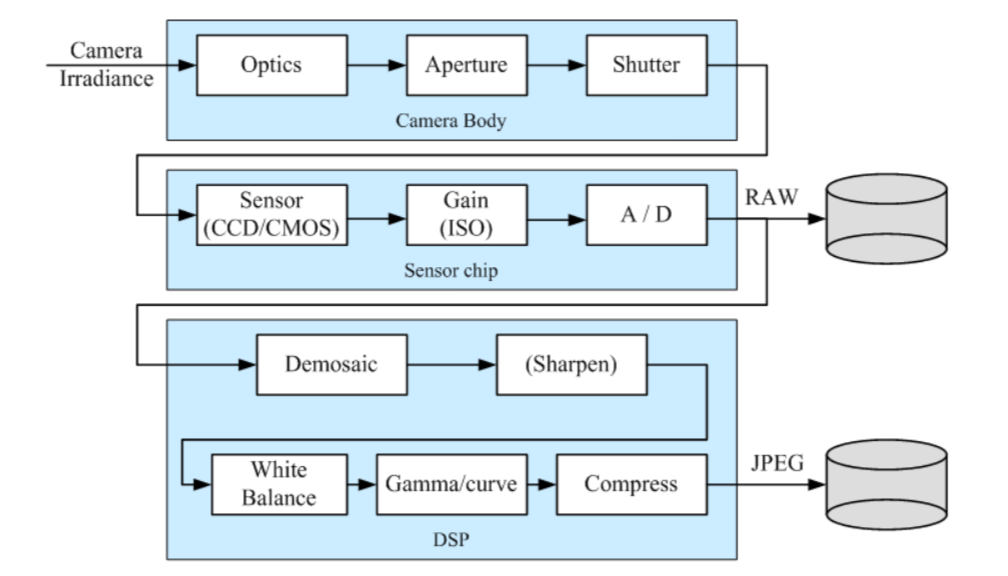 Camera
Irradiance
Optics
Aperture
Shutter
Camera Body
Sensor
(CCD/CMOS)
Gain
(ISO)
A / D
RAW
Sensor chip
Demosaic
(Sharpen)
White
Balance
Gamma/curve
Compress
JPEG
DSP